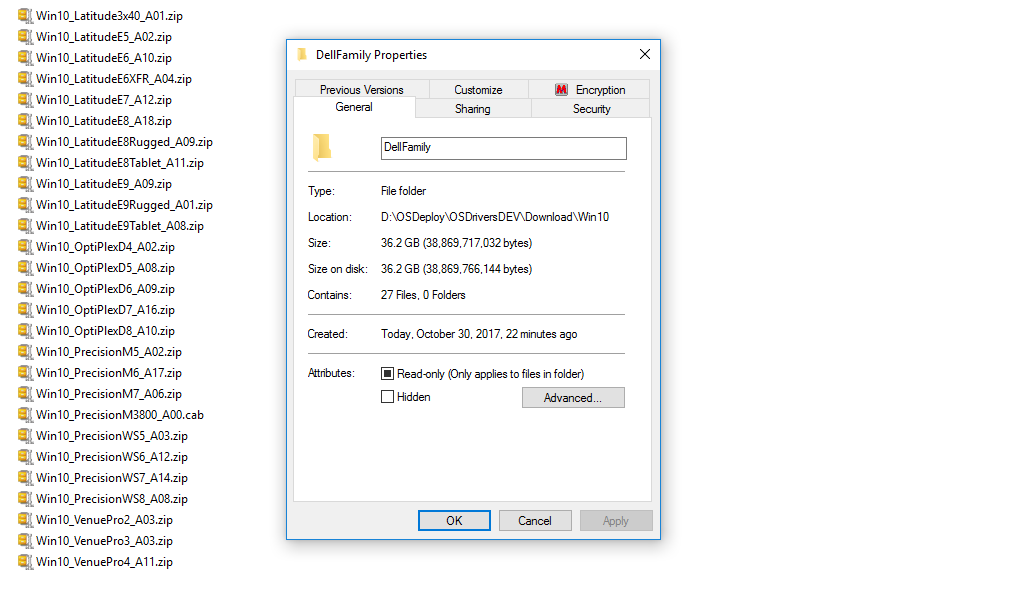 Win10_Latitude3x40_A01.zip
Win10_LatitudeE5_A02.zip
Win10_LatitudeE6_A10.zip
Win10_LatitudeE6XFR_A04.zip
Win10_LatitudeE7_A12.zip
Win10_LatitudeE8_A18.zip
Win10_LatitudeE8Rugged_A09.zip
Win10_LatitudeE8Tablet_A11.zip
Win10_LatitudeE9_A09.zip
Win10_LatitudeE9Rugged_A01.zip
Win10_LatitudeE9Tablet_A08.zip
Win10_OptiPlexD4_A02.zip
Win10_OptiPlexD5_A08.zip
Win10_OptiPlexD6_A09.zip
Win10_OptiPlexD7_A16.zip
Win10_OptiPlexD8_A10.zip
Win10_PrecisionM5_A02.zip
Win10_PrecisionM6_A17.zip
Win10_PrecisionM7_A06.zip
Win10_PrecisionM3800_A00.cab
Win10_PrecisionWS5_A03.zip
Win10_PrecisionWS6_A12.zip
Win10_PrecisionWS7_A14.zip
Win10_PrecisionWS8_A08.zip
Win10_VenuePro2_A03.zip
Win10_VenuePro3_A03.zip
Win10_VenuePro4_A11.zip
DellFamily Properties
Previous Versions Customize M Encryption
General Sharing Security
DellFamily
Type: File folder
Location: D:\OSDeploy\OSDriversDEV\Download\Win10
Size: 36.2 GB (38,869,717,032 bytes)
Size on disk: 36.2 GB (38,869,766,144 bytes)
Contains: 27 Files, 0 Folders
Created: Today, October 30, 2017, 22 minutes ago
Attributes: Read-only (Only applies to files in folder)
Hidden Advanced...
OK Cancel Apply